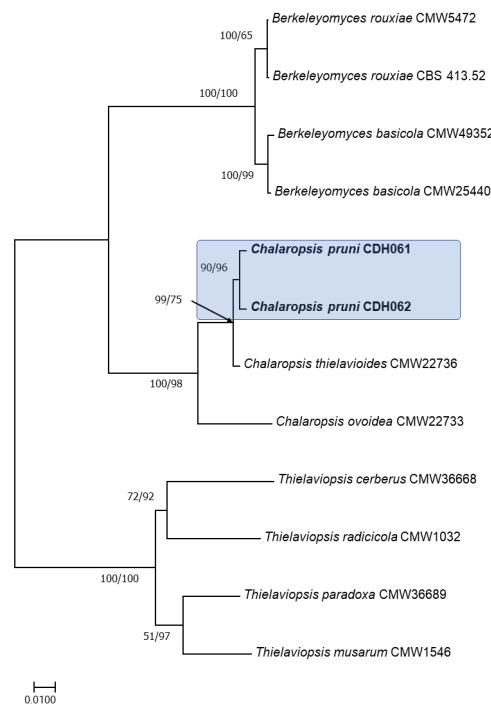 Berkeleyomyces rouxiae CMW5472
100/65
Berkeleyomyces rouxiae CBS 413.52
100/100
Berkeleyomyces basicola CMW49352
100/99
Berkeleyomyces basicola CMW25440
Chalaropsis pruni CDH061
90/96
99/75
Chalaropsis pruni CDH062
Chalaropsis thielavioides CMW22736
100/98
Chalaropsis ovoidea CMW22733
Thielaviopsis cerberus CMW36668
72/92
Thielaviopsis radicicola CMW1032
100/100
Thielaviopsis paradoxa CMW36689
51/97
Thielaviopsis musarum CMW1546
0.0100